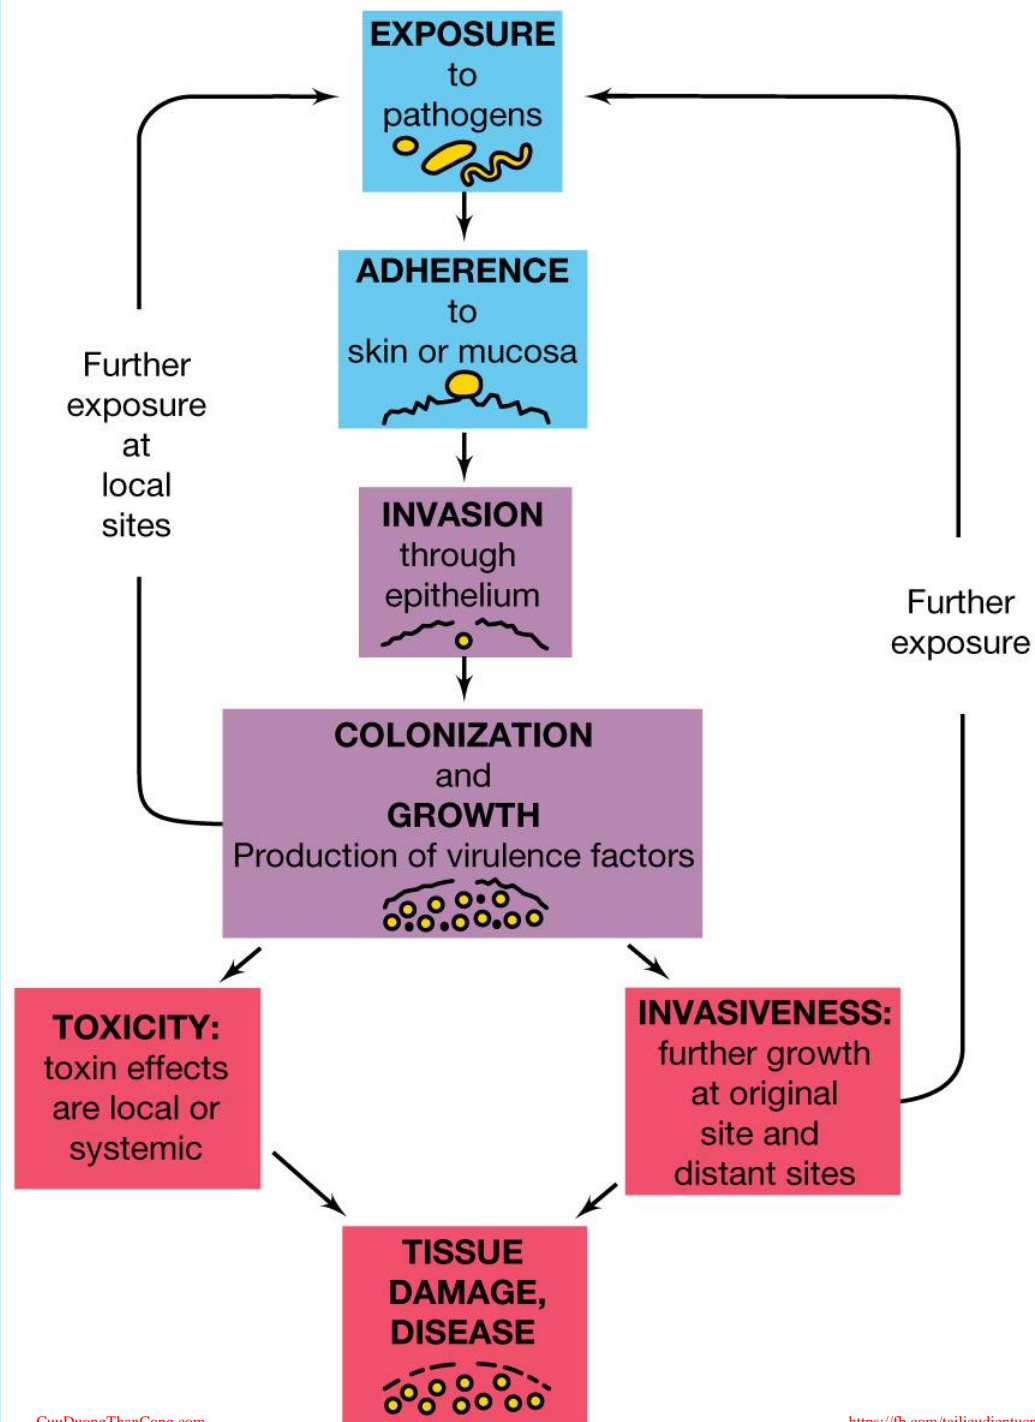 EXPOSURE
to
pathogens
ADHERENCE
to
skin or mucosa
Further
exposure
at
local
sites
INVASION
through
epithelium
Further
exposure
COLONIZATION
and
GROWTH
Production of virulence factors
TOXICITY:
toxin effects
are local or
systemic
INVASIVENESS:
further growth
at original
site and
distant sites
TISSUE
DAMAGE,
DISEASE